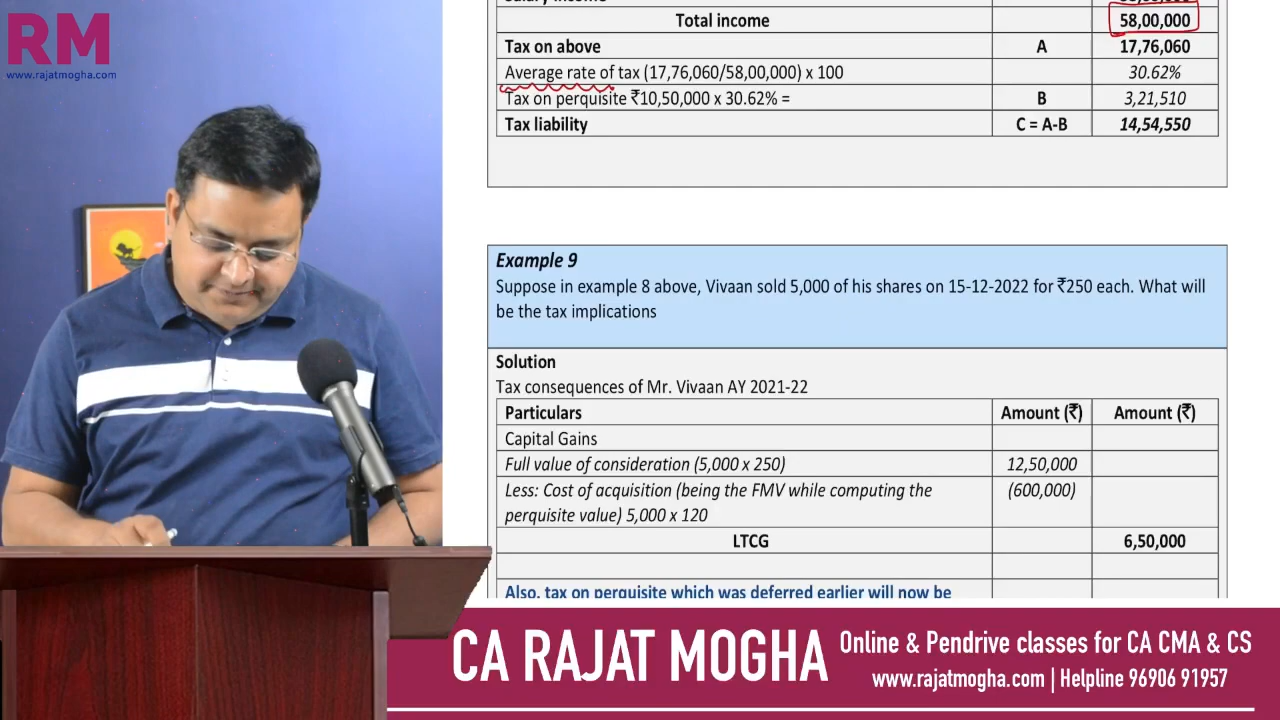 RM
www.rajatmogha.com
Total income 58,00,000
Tax on above A 17,76,060
Average rate of tax (17,76,060/58,00,000) x 100 30.62%
Tax on perquisite ₹10,50,000 x 30.62% = B 3,21,510
Tax liability C = A-B 14,54,550
Example 9
Suppose in example 8 above, Vivaan sold 5,000 of his shares on 15-12-2022 for ₹250 each. What will
be the tax implications
Solution
Tax consequences of Mr. Vivaan AY 2021-22
Particulars Amount (₹) Amount (₹)
Capital Gains
Full value of consideration (5,000 x 250) 12,50,000
Less: Cost of acquisition (being the FMV while computing the (600,000)
perquisite value) 5,000 x 120
LTCG 6,50,000
Also, tax on perquisite which was deferred earlier will now be
CA RAJAT MOGHA
Online & Pendrive classes for CA CMA & CS
www.rajatmogha.com | Helpline 96906 91957